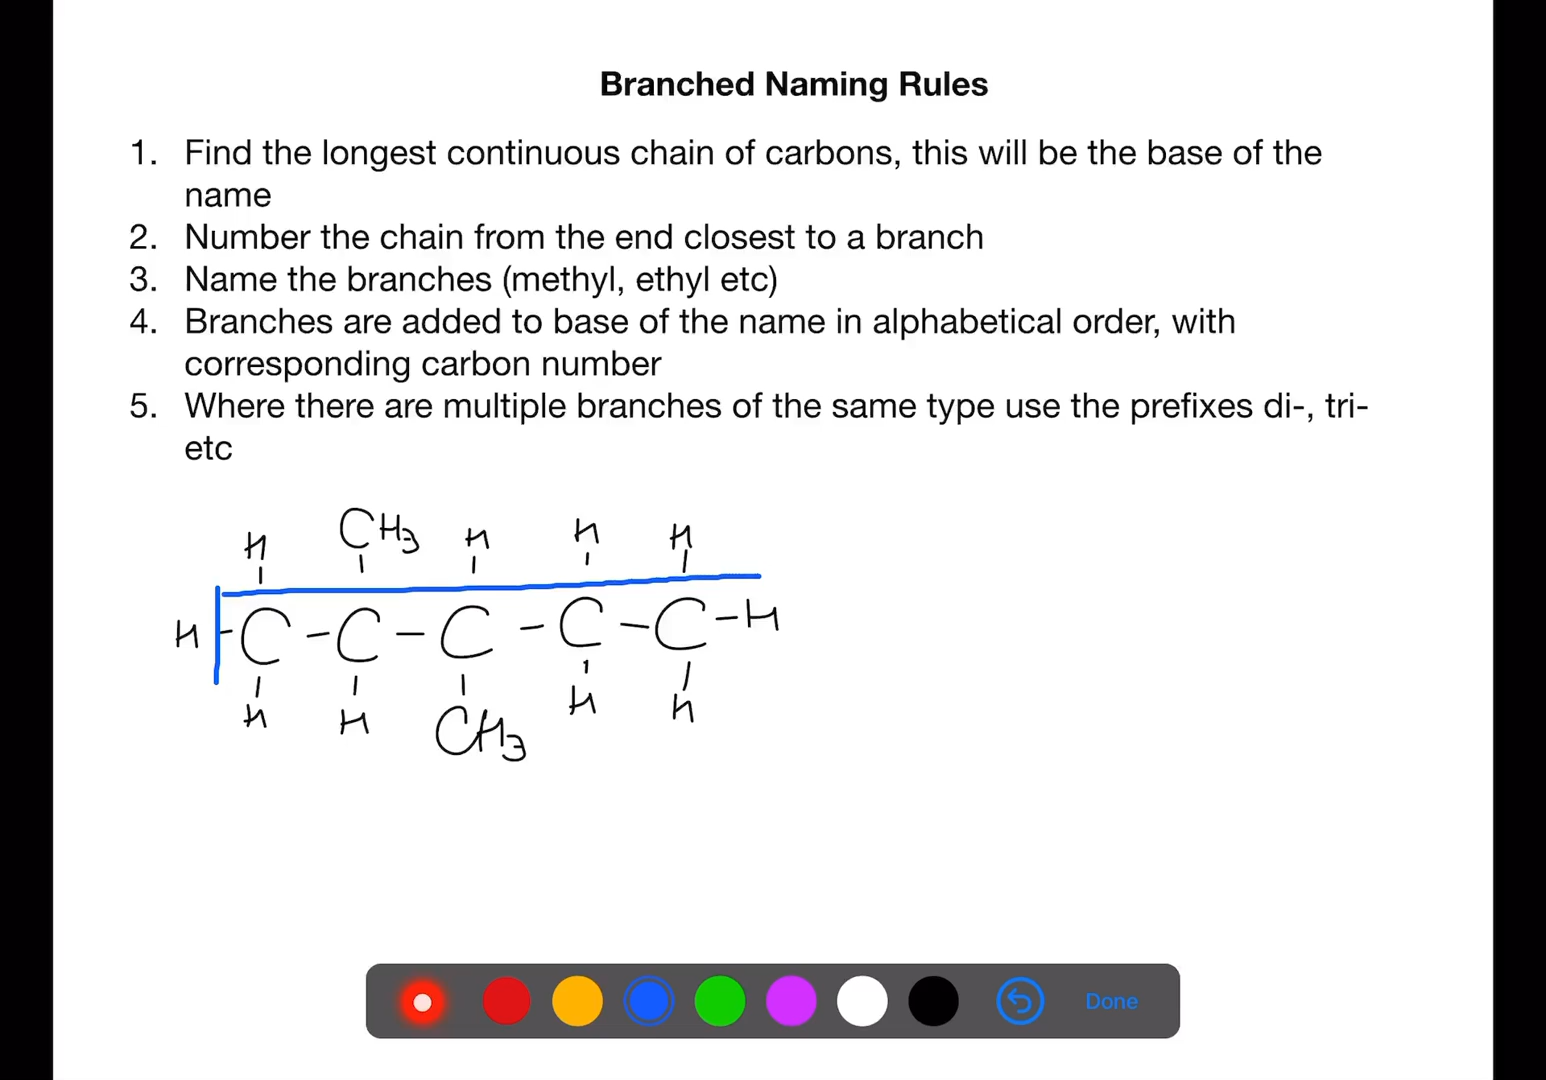 Branched Naming Rules
1. Find the longest continuous chain of carbons, this will be the base of the
name
2. Number the chain from the end closest to a branch
3. Name the branches (methyl, ethyl etc)
4. Branches are added to base of the name in alphabetical order, with
corresponding carbon number
5. Where there are multiple branches of the same type use the prefixes di-, tri-
etc
H CH3 H H H
H-C-C-C-C-C-H
H H CH3 H H
Done